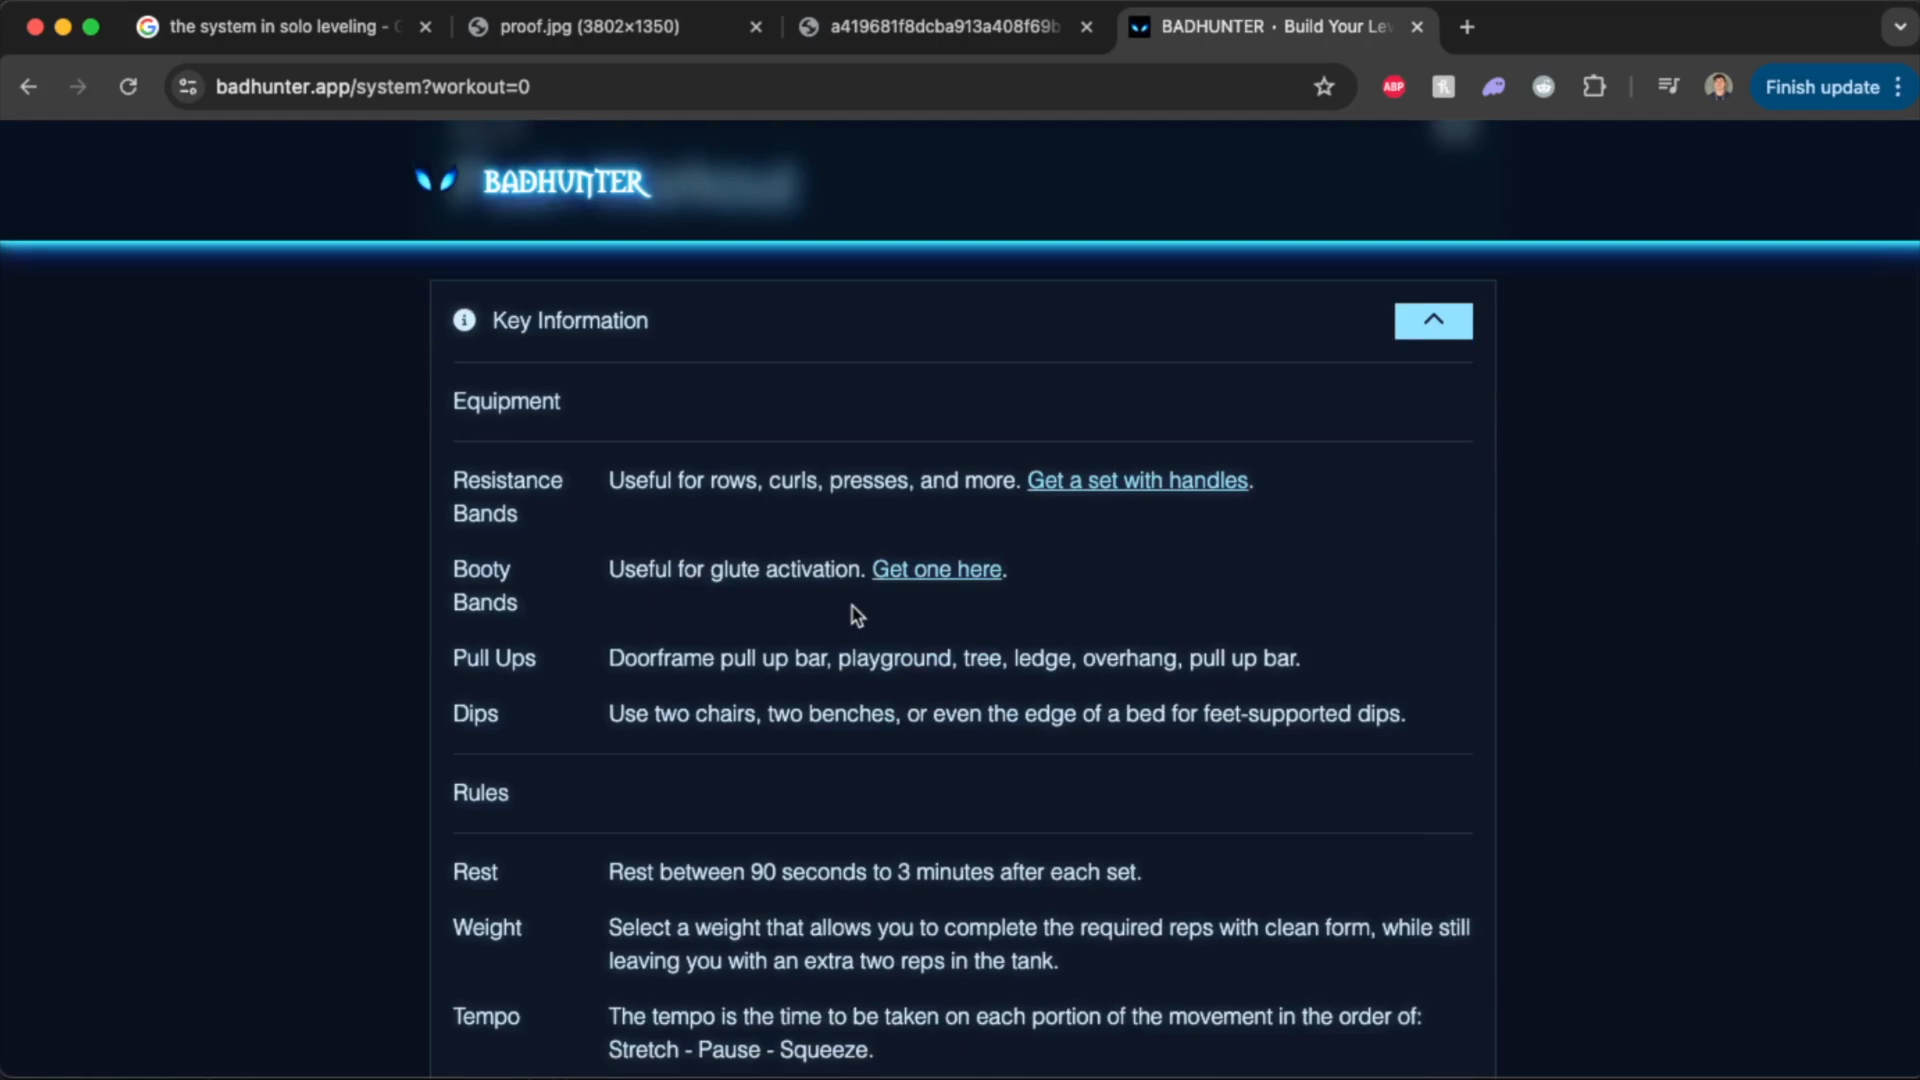 the system in solo leveling -
proof.jpg (3802×1350)
a419681f8dcba913a408f69b
BADHUNTER · Build Your Lev
badhunter.app/system?workout=0
ABP
Finish update
BADHUNTER
Key Information
Equipment
Resistance Bands
Useful for rows, curls, presses, and more. Get a set with handles.
Booty Bands
Useful for glute activation. Get one here.
Pull Ups
Doorframe pull up bar, playground, tree, ledge, overhang, pull up bar.
Dips
Use two chairs, two benches, or even the edge of a bed for feet-supported dips.
Rules
Rest
Rest between 90 seconds to 3 minutes after each set.
Weight
Select a weight that allows you to complete the required reps with clean form, while still
leaving you with an extra two reps in the tank.
Tempo
The tempo is the time to be taken on each portion of the movement in the order of:
Stretch - Pause - Squeeze.